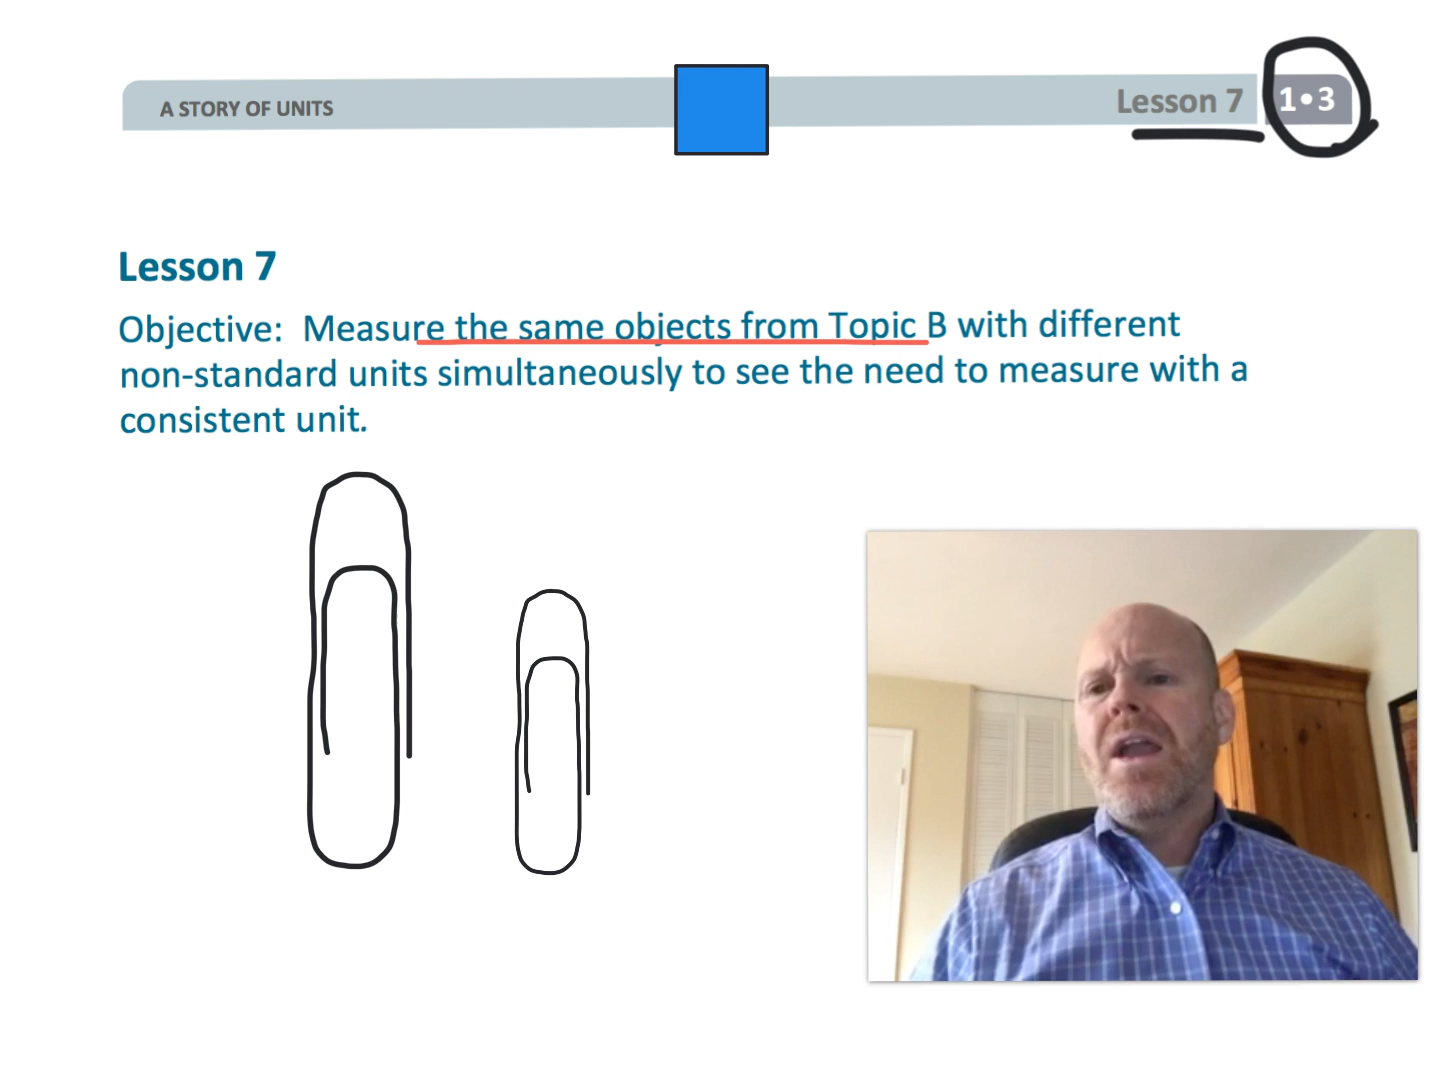 A STORY OF UNITS
Lesson 7
1•3
Lesson 7
Objective: Measure the same objects from Topic B with different
non-standard units simultaneously to see the need to measure with a
consistent unit.